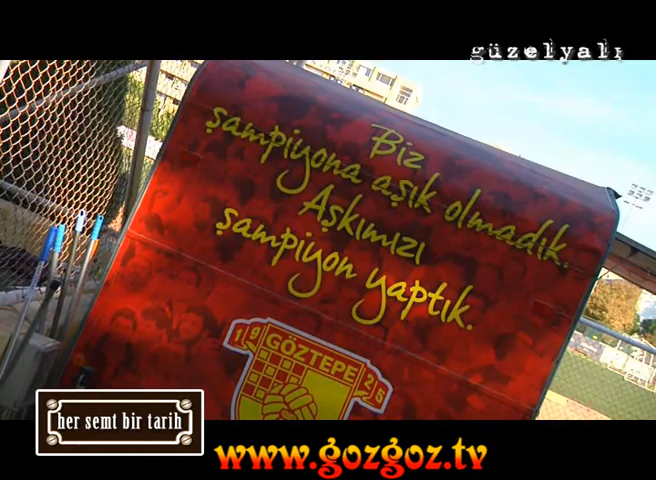 güzelyalı
Biz
şampiyona aşık olmadık.
Aşkımızı
şampiyon yaptık.
19 25
GÖZTEPE
her semt bir tarih
www.gozgoz.tv